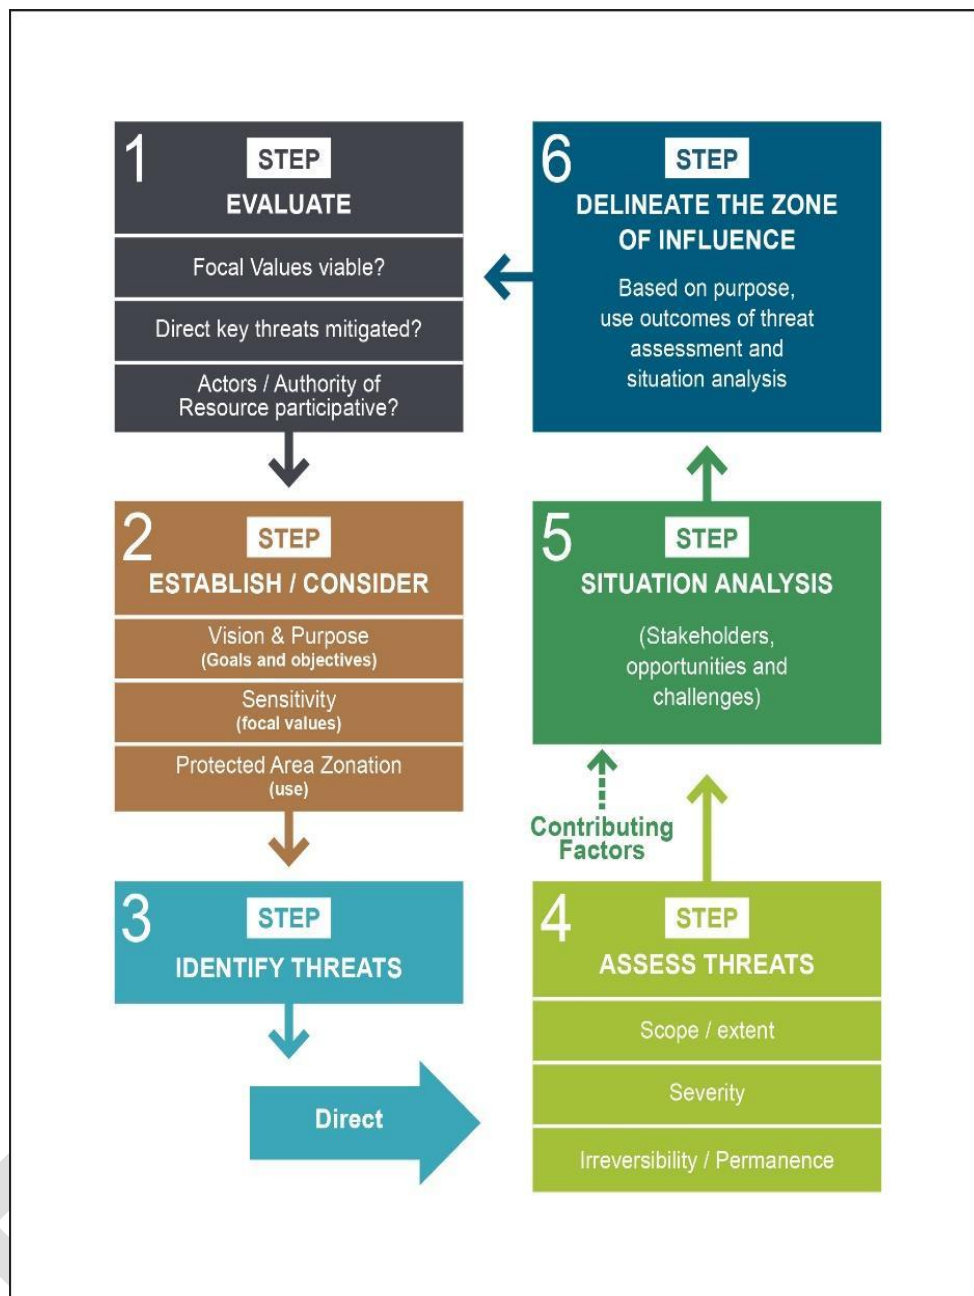 1
STEP
EVALUATE
Focal Values viable?
Direct key threats mitigated?
Actors / Authority of
Resource participative?
2
STEP
ESTABLISH / CONSIDER
Vision & Purpose
(Goals and objectives)
Sensitivity
(focal values)
Protected Area Zonation
(use)
3
STEP
IDENTIFY THREATS
Direct
4
STEP
ASSESS THREATS
Scope / extent
Severity
Irreversibility / Permanence
Contributing
Factors
5
STEP
SITUATION ANALYSIS
(Stakeholders,
opportunities and
challenges)
6
STEP
DELINEATE THE ZONE
OF INFLUENCE
Based on purpose,
use outcomes of threat
assessment and
situation analysis